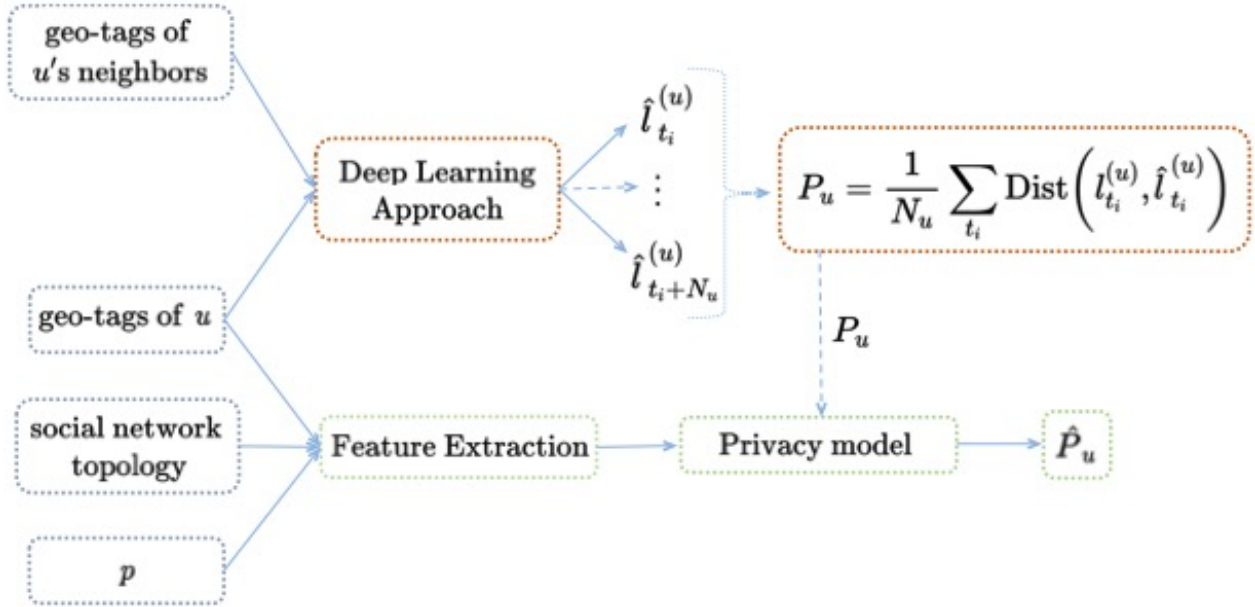 geo-tags of
u's neighbors
Deep Learning
Approach
l̂_{t_i}^{(u)}
⋮
l̂_{t_i+N_u}^{(u)}
P_u = \frac{1}{N_u} \sum_{t_i} Dist(l_{t_i}^{(u)}, l̂_{t_i}^{(u)})
geo-tags of u
P_u
social network
topology
Feature Extraction
Privacy model
P̂_u
p